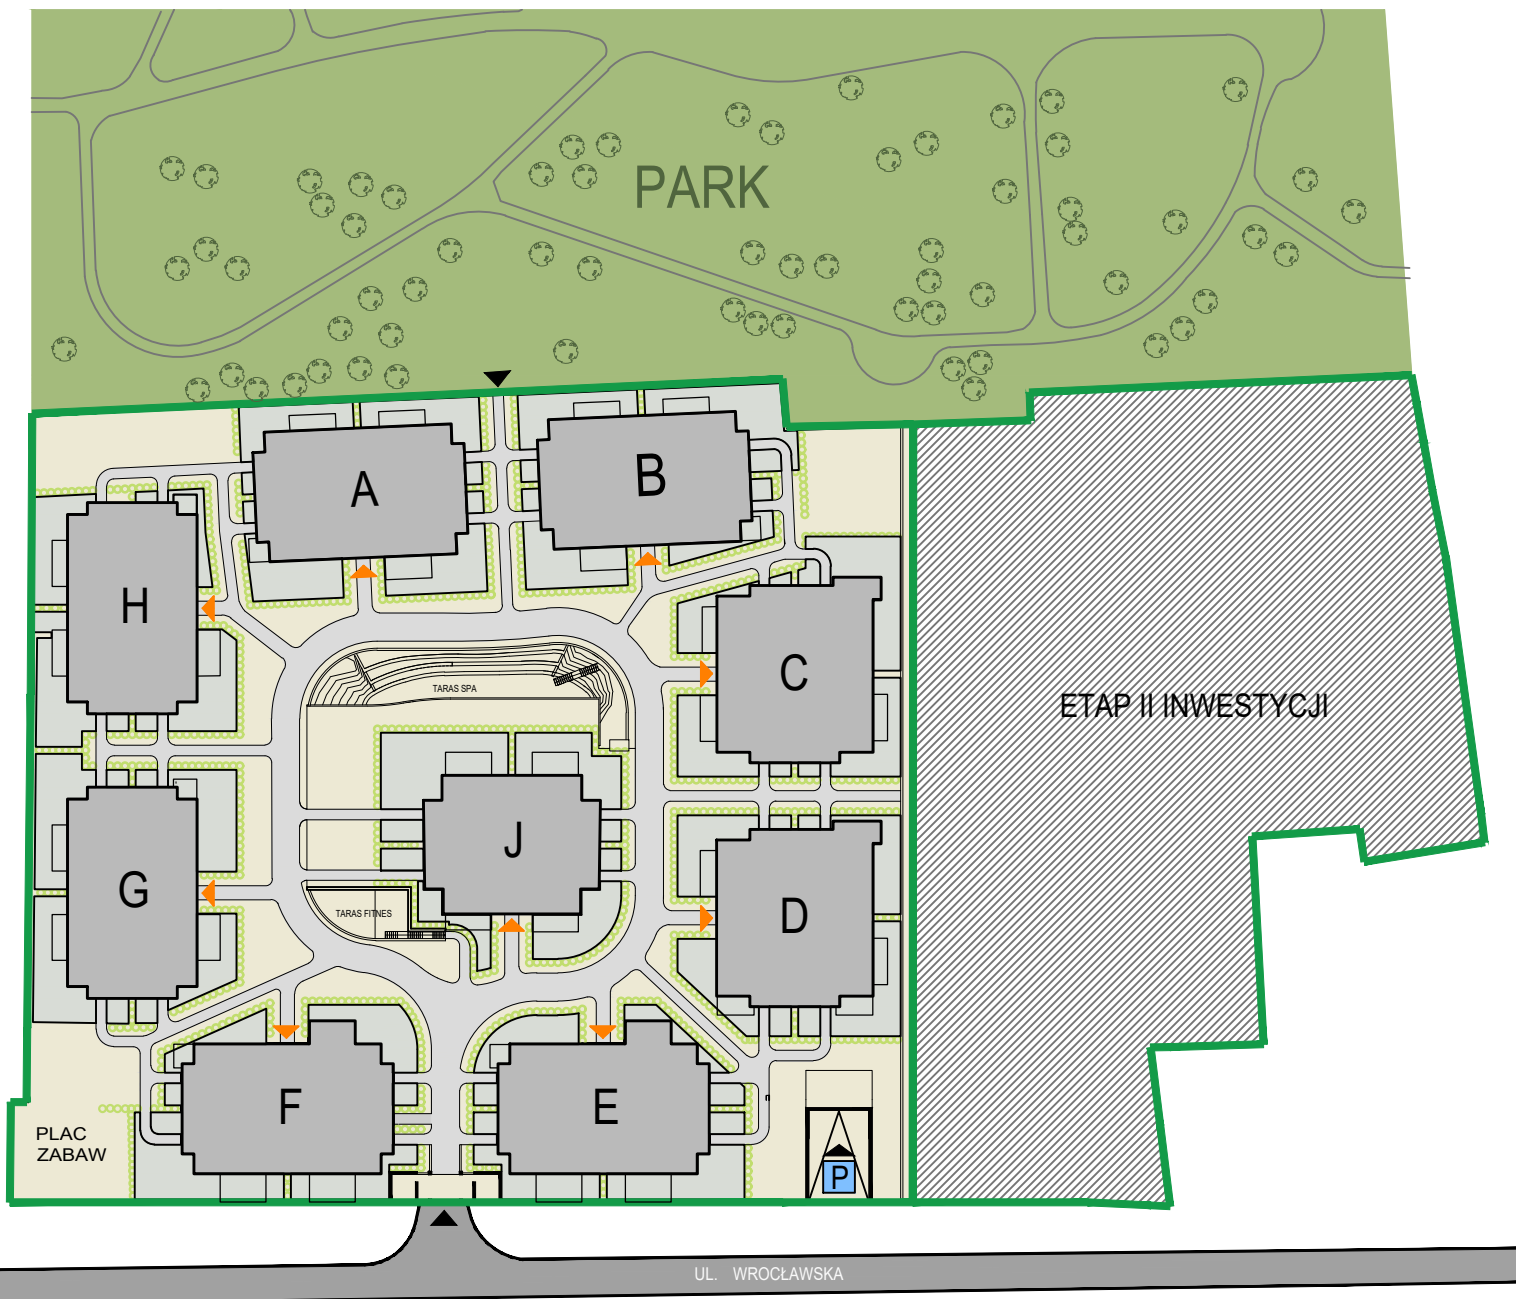 PARK
A
B
H
C
TARAS SPA
ETAP II INWESTYCJI
J
G
TARAS FITNES
D
F
E
PLAC
ZABAW
P
UL. WROCŁAWSKA